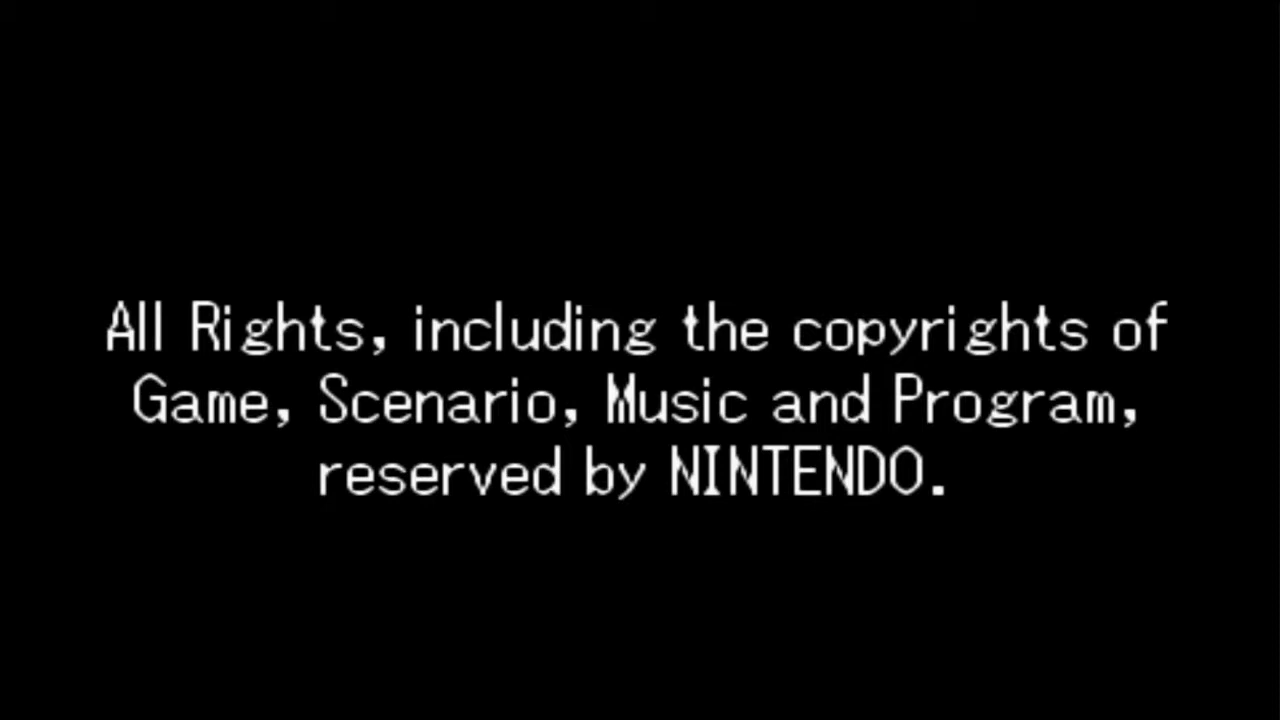 All Rights, including the copyrights of
Game, Scenario, Music and Program,
reserved by NINTENDO.